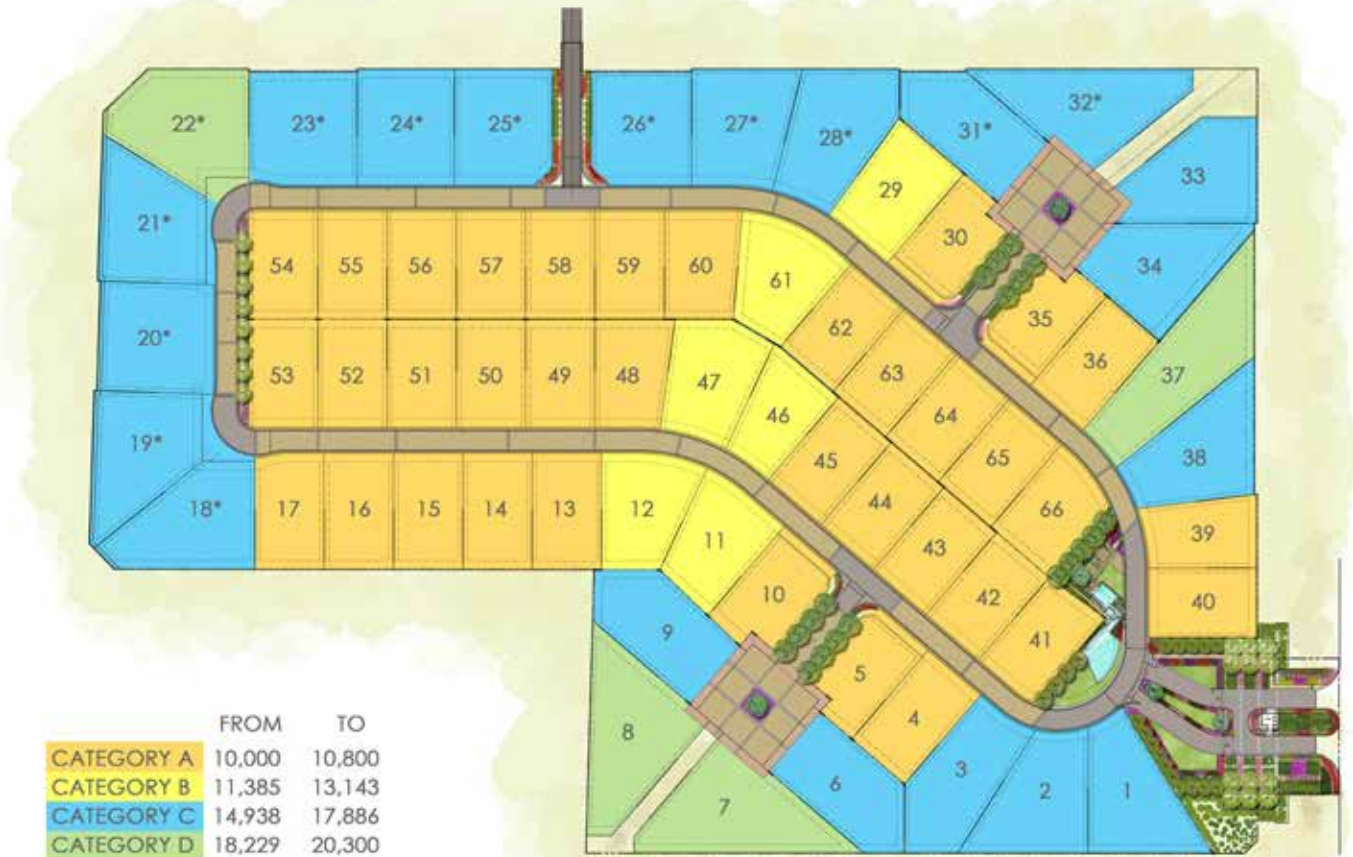 22* 23* 24* 25* 26* 27* 28* 31* 32*
29 33
21* 30 34
54 55 56 57 58 59 60 61
20* 62 35
53 52 51 50 49 48 47 63 36 37
46 64
19* 45 65 38
18* 17 16 15 14 13 12 44 66
11 43 39
10 42 40
9 41
5
8 4
7 6 3 2 1
FROM TO
CATEGORY A 10,000 10,800
CATEGORY B 11,385 13,143
CATEGORY C 14,938 17,886
CATEGORY D 18,229 20,300